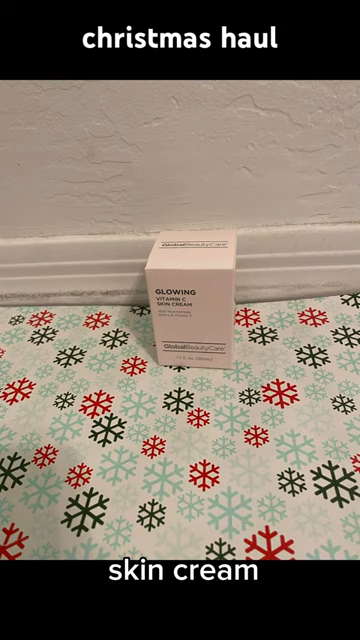 christmas haul
GlobalBeautyCare
GLOWING
VITAMIN C
SKIN CREAM
GlobalBeautyCare
skin cream